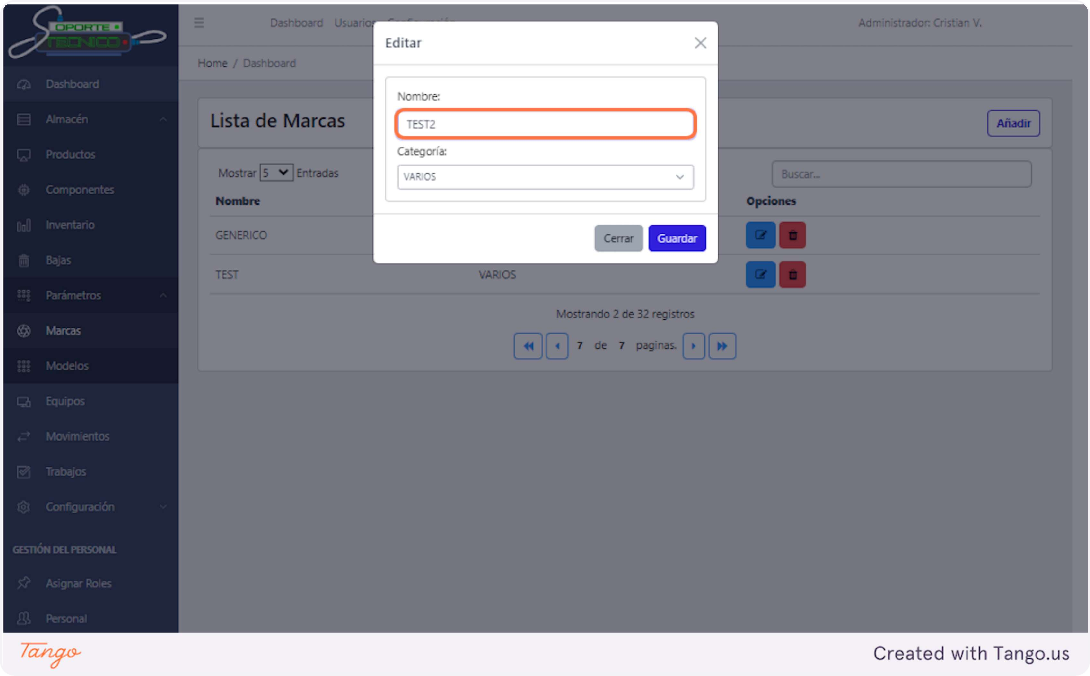 SOPORTE
TECNICO
Dashboard Usuarios Configuración
Administrador: Cristian V.
Home / Dashboard
Dashboard
Almacén
Productos
Componentes
Inventario
Bajas
Parámetros
Marcas
Modelos
Equipos
Movimientos
Trabajos
Configuración
GESTIÓN DEL PERSONAL
Asignar Roles
Personal
Editar
Nombre:
TEST2
Categoría:
VARIOS
Cerrar Guardar
Lista de Marcas
Añadir
Mostrar 5 Entradas
Buscar...
Nombre Opciones
GENERICO
TEST VARIOS
Mostrando 2 de 32 registros
7 de 7 paginas.
Tango
Created with Tango.us